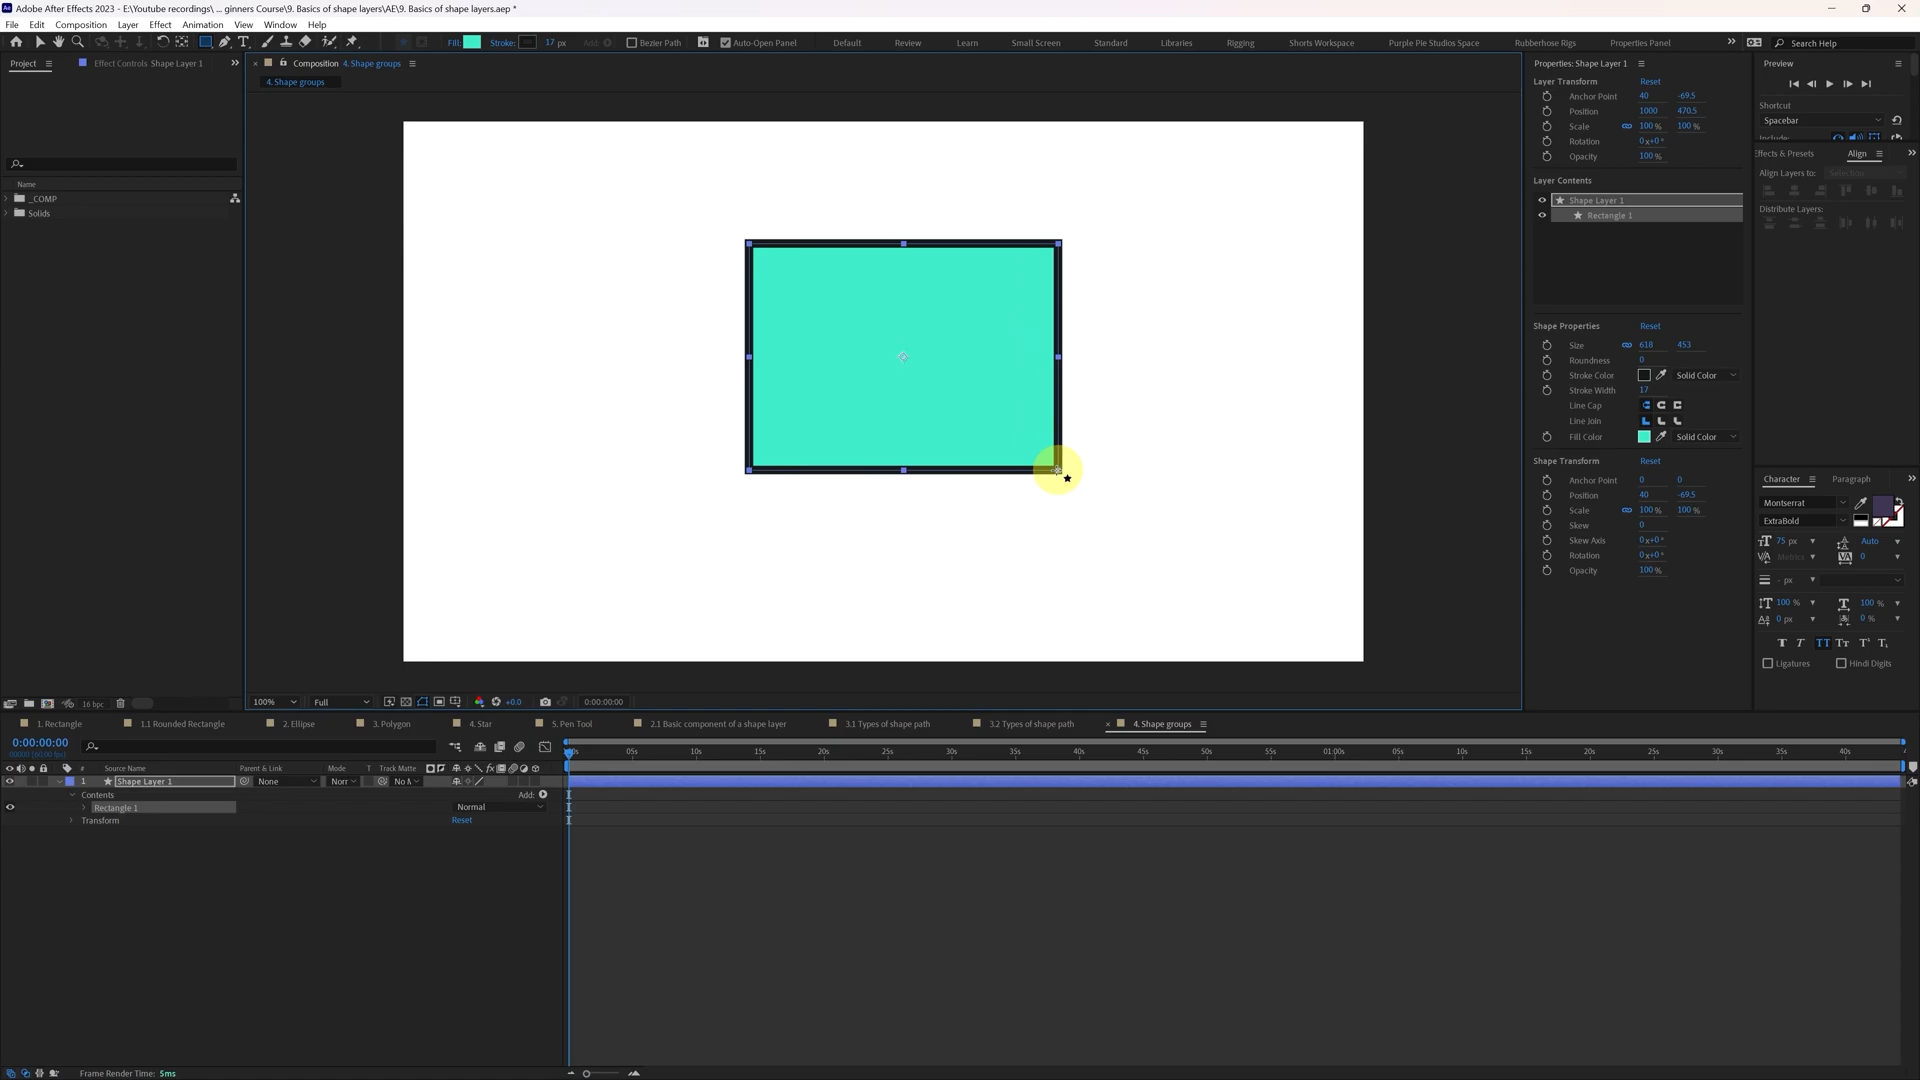 Adobe After Effects 2023 - E:\Youtube recordings\ ... ginners Course\9. Basics of shape layers\AE\9. Basics of shape layers.aep *
File Edit Composition Layer Effect Animation View Window Help
Fill: Stroke: 17 px Add: Bezier Path Auto-Open Panel Default Review Learn Small Screen Standard Libraries Rigging Shorts Workspace Purple Pie Studios Space Rubberhose Rigs Properties Panel Search Help
Project Effect Controls Shape Layer 1
Composition 4. Shape groups
4. Shape groups
Name
_COMP
Solids
16 bpc
100% Full +0.0 0:00:00:00
Properties: Shape Layer 1
Layer Transform Reset
Anchor Point 40 -69.5
Position 1000 470.5
Scale 100 % 100 %
Rotation 0x+0°
Opacity 100 %
Layer Contents
Shape Layer 1
Rectangle 1
Shape Properties Reset
Size 618 453
Roundness 0
Stroke Color Solid Color
Stroke Width 17
Line Cap
Line Join
Fill Color Solid Color
Shape Transform Reset
Anchor Point 0 0
Position 40 -69.5
Scale 100 % 100 %
Skew 0
Skew Axis 0x+0°
Rotation 0x+0°
Opacity 100 %
Preview
Shortcut
Spacebar
Include:
Effects & Presets Align
Align Layers to: Selection
Distribute Layers:
Character Paragraph
Montserrat
ExtraBold
75 px Auto
Metrics 0
- px
100 % 100 %
0 px 0 %
Ligatures Hindi Digits
1. Rectangle 1.1 Rounded Rectangle 2. Ellipse 3. Polygon 4. Star 5. Pen Tool 2.1 Basic component of a shape layer 3.1 Types of shape path 3.2 Types of shape path 4. Shape groups
0:00:00:00
00s 05s 10s 15s 20s 25s 30s 35s 40s 45s 50s 55s 01:00s 05s 10s 15s 20s 25s 30s 35s 40s
# Source Name Parent & Link Mode T Track Matte
1 Shape Layer 1 None
Contents Add:
Rectangle 1 Normal
Transform Reset
Frame Render Time: 5ms